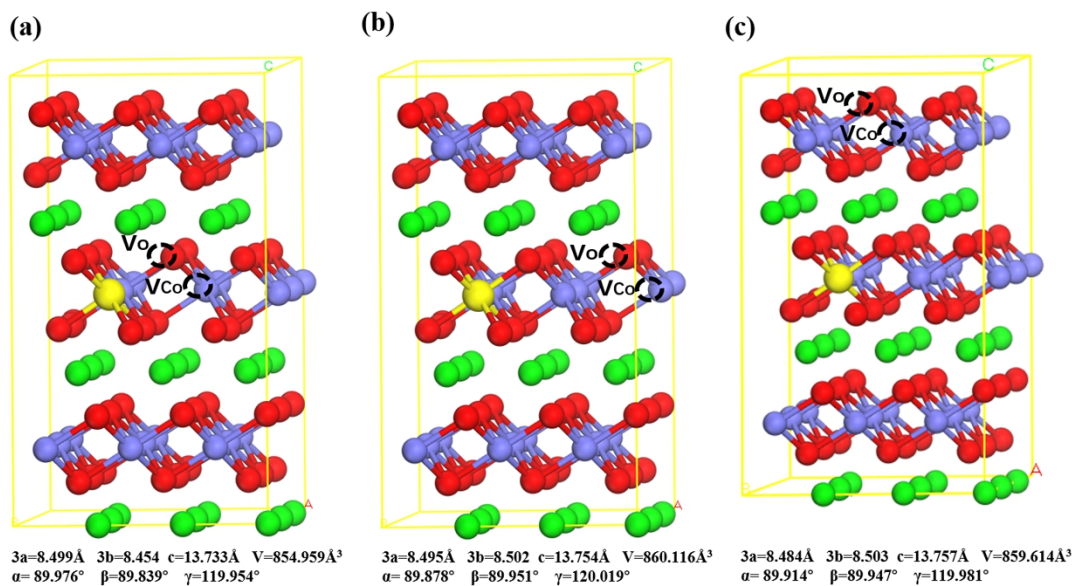 (a)
C
Vo
Vco
A
3a=8.499Å 3b=8.454 c=13.733Å V=854.959Å³
α= 89.976° β=89.839° γ=119.954°
(b)
C
Vo
Vco
A
3a=8.495Å 3b=8.502 c=13.754Å V=860.116Å³
α= 89.878° β=89.951° γ=120.019°
(c)
C
Vo
Vco
A
3a=8.484Å 3b=8.503 c=13.757Å V=859.614Å³
α= 89.914° β=89.947° γ=119.981°